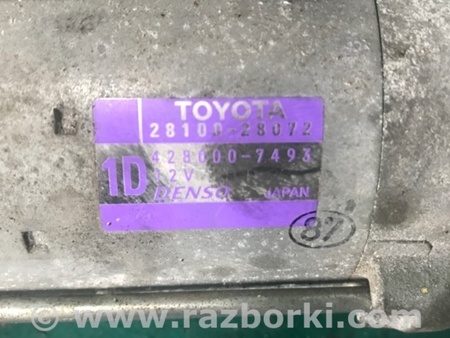 TOYOTA
28100-28072
1D
428000-7493
12V
DENSO JAPAN
87
© - www.razborki.com